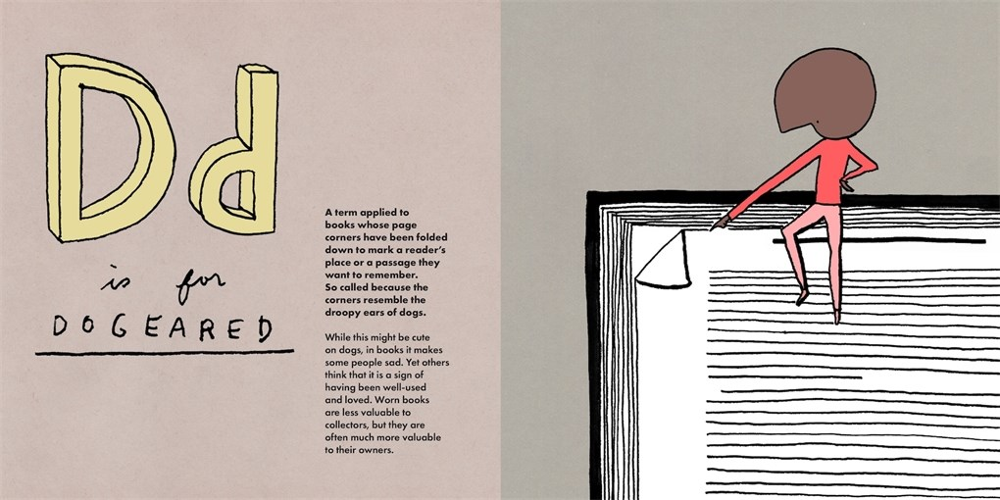 Dd
is for
DOGEARED
A term applied to
books whose page
corners have been folded
down to mark a reader's
place or a passage they
want to remember.
So called because the
corners resemble the
droopy ears of dogs.
While this might be cute
on dogs, in books it makes
some people sad. Yet others
think that it is a sign of
having been well-used
and loved. Worn books
are less valuable to
collectors, but they are
often much more valuable
to their owners.